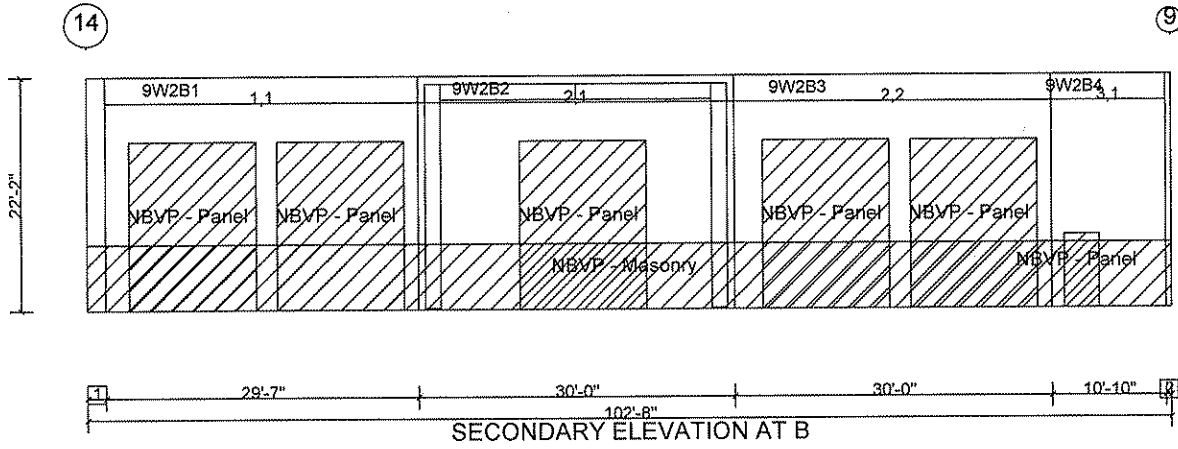 14
9
9W2B1
1,1
9W2B2
2,1
9W2B3
2,2
9W2B4
3,1
22'-2"
NBVP - Panel
NBVP - Panel
NBVP - Panel
NBVP - Panel
NBVP - Panel
NBVP - Masonry
NBVP - Panel
1
29'-7"
30'-0"
30'-0"
10'-10"
102'-8"
SECONDARY ELEVATION AT B